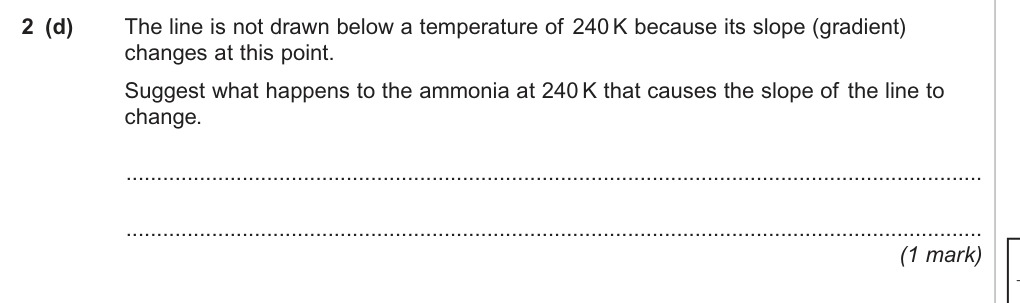 2 (d) The line is not drawn below a temperature of 240 K because its slope (gradient)
changes at this point.
Suggest what happens to the ammonia at 240 K that causes the slope of the line to
change.
(1 mark)